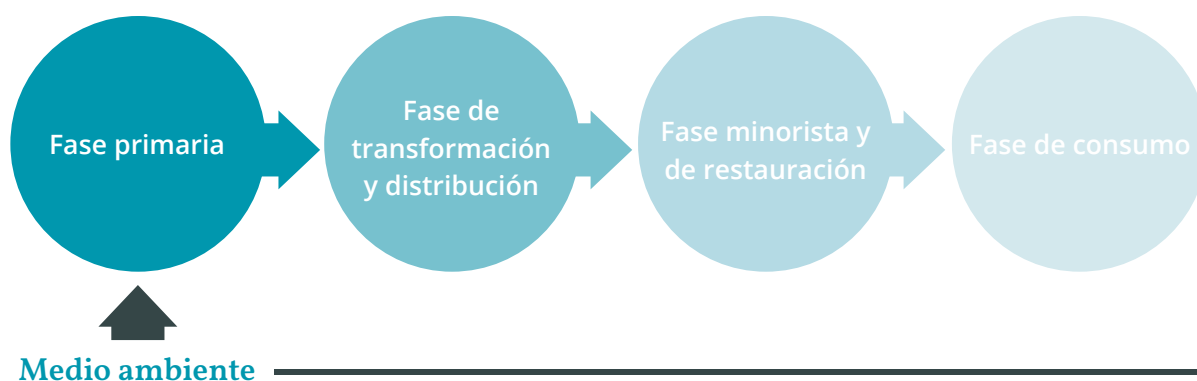 Fase primaria
Fase de
transformación
y distribución
Fase minorista y
de restauración
Fase de consumo
Medio ambiente